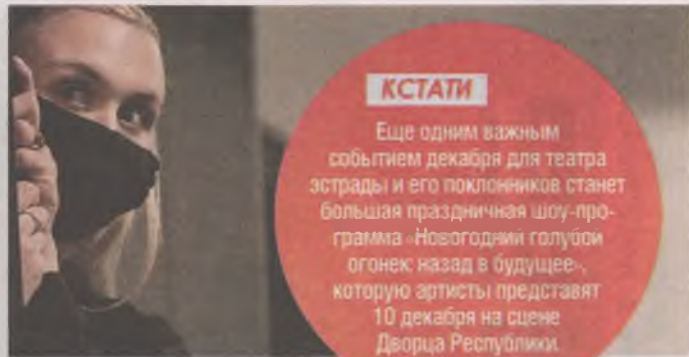 КСТАТИ
Еще одним важным
событием декабря для театра
эстрады и его поклонников станет
большая праздничная шоу-про-
грамма «Новогодний голубой
огонек: назад в будущее»,
которую артисты представят
10 декабря на сцене
Дворца Республики.